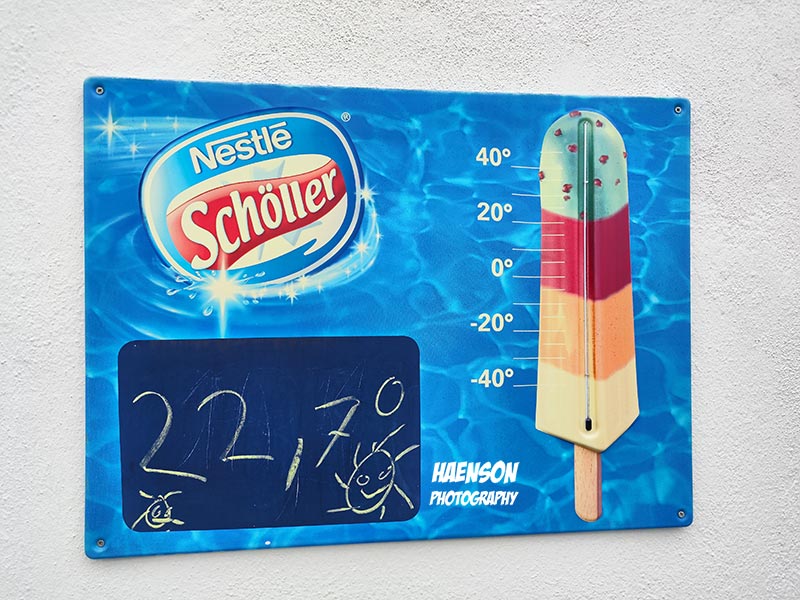 Nestlé
®
Schöller
40°
20°
0°
-20°
-40°
22,7°
HAENSON
PHOTOGRAPHY